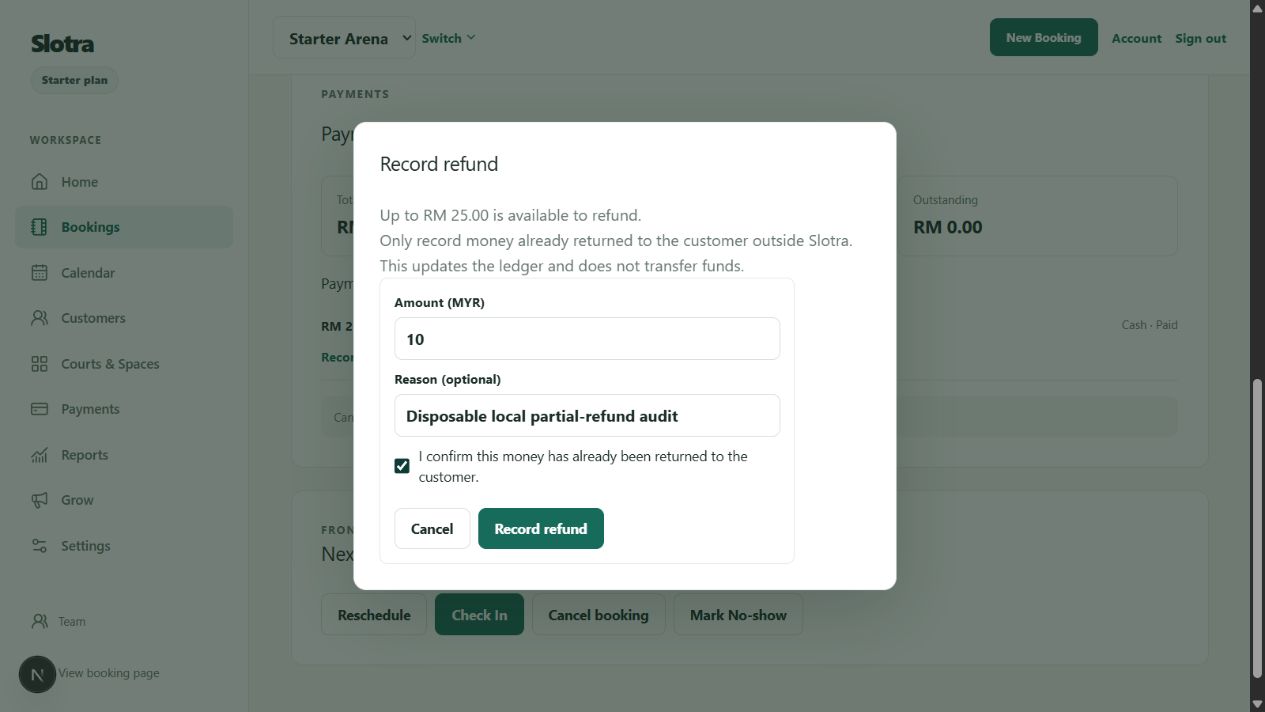 Slotra
Starter plan
WORKSPACE
Home
Bookings
Calendar
Customers
Courts & Spaces
Payments
Reports
Grow
Settings
Team
N View booking page
Starter Arena Switch
New Booking Account Sign out
PAYMENTS
Outstanding
RM 0.00
RM 2
Cash · Paid
Record refund
Up to RM 25.00 is available to refund.
Only record money already returned to the customer outside Slotra.
This updates the ledger and does not transfer funds.
Amount (MYR)
10
Reason (optional)
Disposable local partial-refund audit
I confirm this money has already been returned to the
customer.
Cancel Record refund
Reschedule Check In Cancel booking Mark No-show